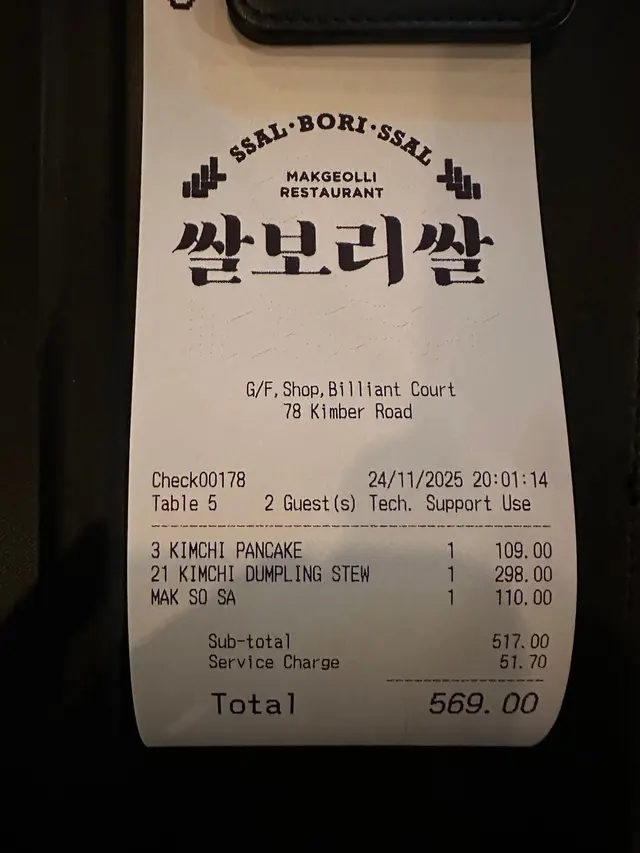 SSAL·BORI·SSAL
MAKGEOLLI
RESTAURANT
쌀보리쌀
G/F,Shop,Billiant Court
78 Kimber Road
Check00178 24/11/2025 20:01:14
Table 5 2 Guest(s) Tech. Support Use
3 KIMCHI PANCAKE 1 109.00
21 KIMCHI DUMPLING STEW 1 298.00
MAK SO SA 1 110.00
Sub-total 517.00
Service Charge 51.70
Total 569.00